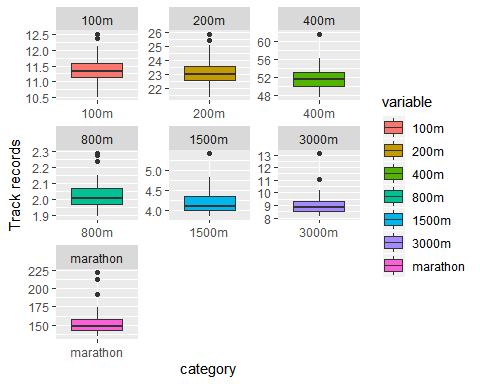 100m
200m
400m
12.5
12.0
11.5
11.0
10.5
26
25
24
23
22
60
56
52
48
100m
200m
400m
800m
1500m
3000m
2.3
2.2
2.1
2.0
1.9
5.0
4.5
4.0
13
12
11
10
9
8
800m
1500m
3000m
marathon
225
200
175
150
marathon
Track records
category
variable
100m
200m
400m
800m
1500m
3000m
marathon